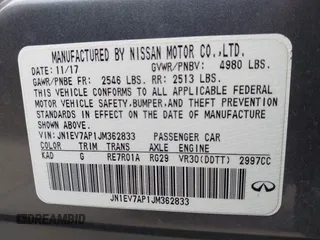 MANUFACTURED BY NISSAN MOTOR CO.,LTD.
DATE: 11/17 GVWR/PNBV: 4980 LBS.
GAWR/PNBE FR: 2546 LBS. RR: 2513 LBS.
THIS VEHICLE CONFORMS TO ALL APPLICABLE FEDERAL
MOTOR VEHICLE SAFETY,BUMPER,AND THEFT PREVENTION
STANDARDS IN EFFECT ON THE DATE OF MANUFACTURE
SHOWN ABOVE.
JN1EV7AP1JM362833 PASSENGER CAR
COLOR TRIM TRANS AXLE ENGINE
KAD G RE7R01A RG29 VR30(DDTT) 2997CC
JN1EV7AP1JM362833
INFINITI
© DREAMBID